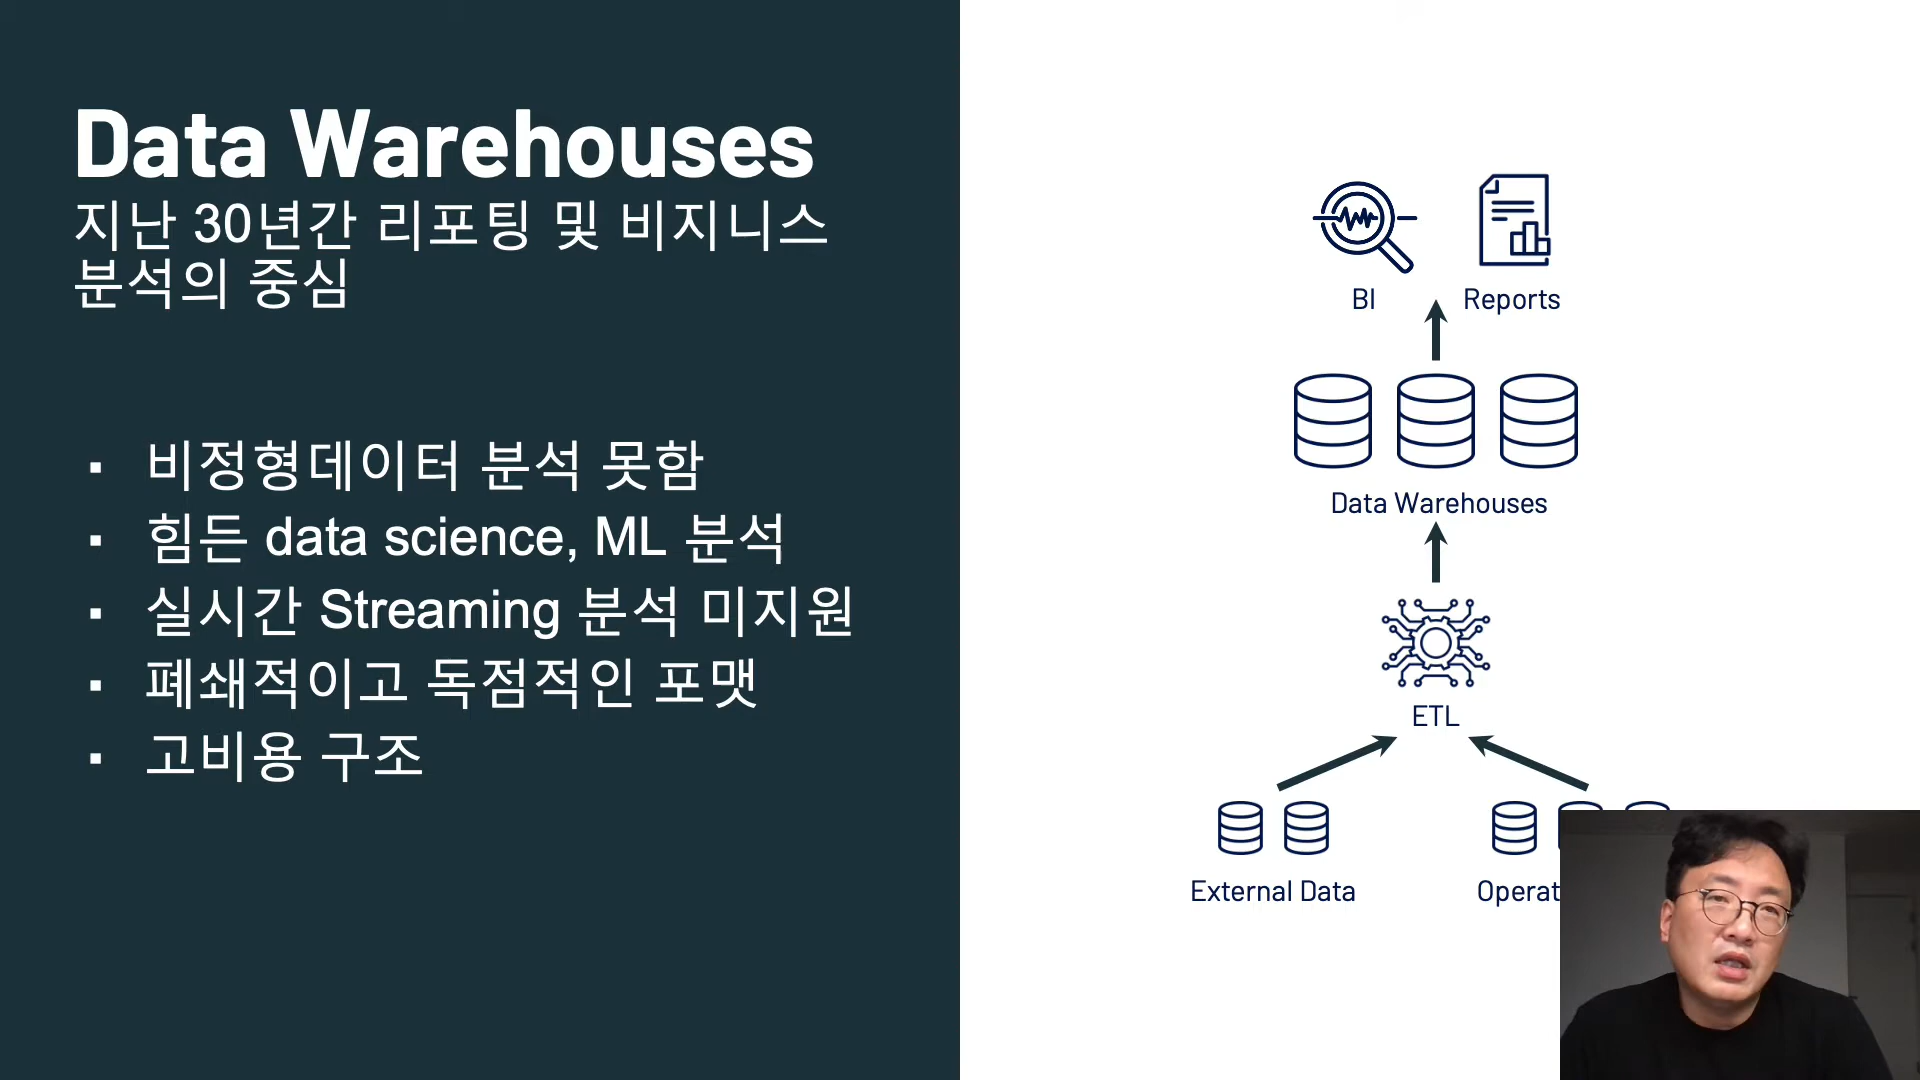 Data Warehouses
지난 30년간 리포팅 및 비지니스
분석의 중심
▪ 비정형데이터 분석 못함
▪ 힘든 data science, ML 분석
▪ 실시간 Streaming 분석 미지원
▪ 폐쇄적이고 독점적인 포맷
▪ 고비용 구조
BI
Reports
Data Warehouses
ETL
External Data
Operat